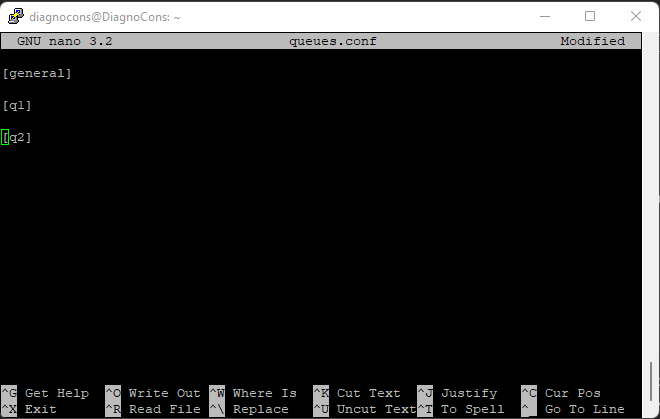 diagnocons@DiagnoCons: ~
GNU nano 3.2 queues.conf Modified
[general]
[q1]
[q2]
^G Get Help ^O Write Out ^W Where Is ^K Cut Text ^J Justify ^C Cur Pos
^X Exit ^R Read File ^\ Replace ^U Uncut Text ^T To Spell ^_ Go To Line